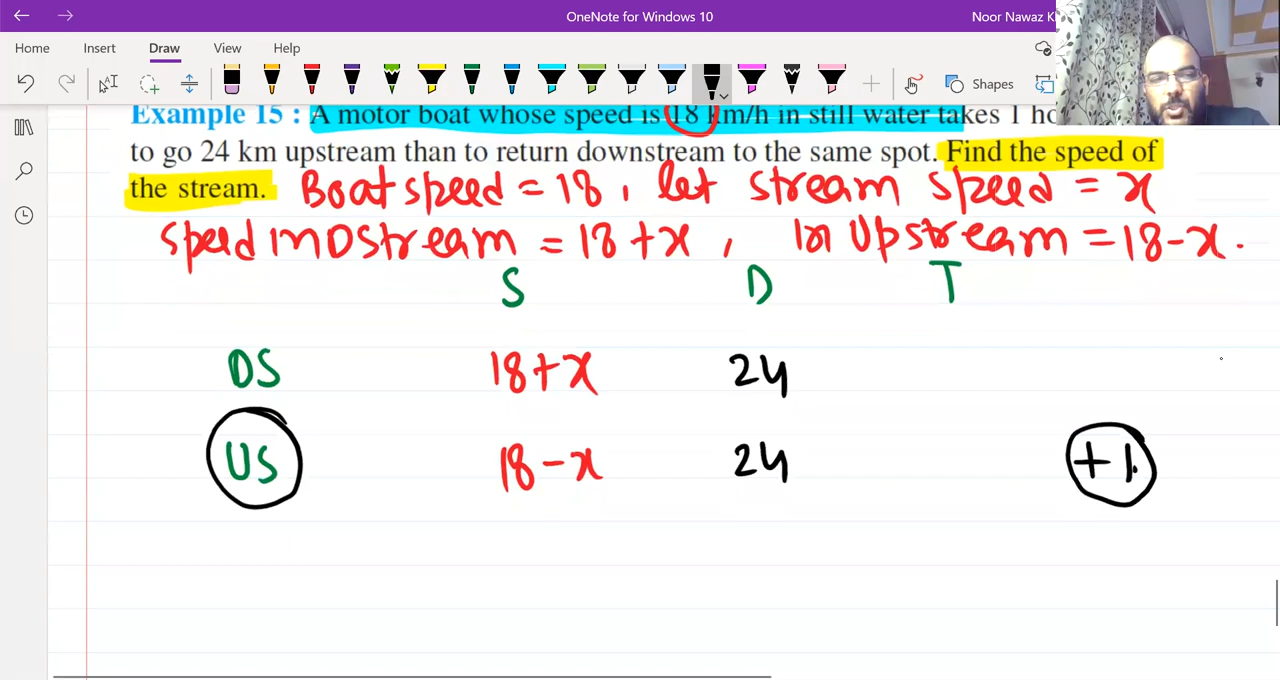 OneNote for Windows 10
Noor Nawaz K
Home Insert Draw View Help
Shapes
Example 15 : A motor boat whose speed is 18 km/h in still water takes 1 ho
to go 24 km upstream than to return downstream to the same spot. Find the speed of
the stream. Boat speed = 18, let stream speed = x
speed in Dstream = 18+x, In Upstream = 18-x.
S D T
DS 18+x 24
US 18-x 24 +1